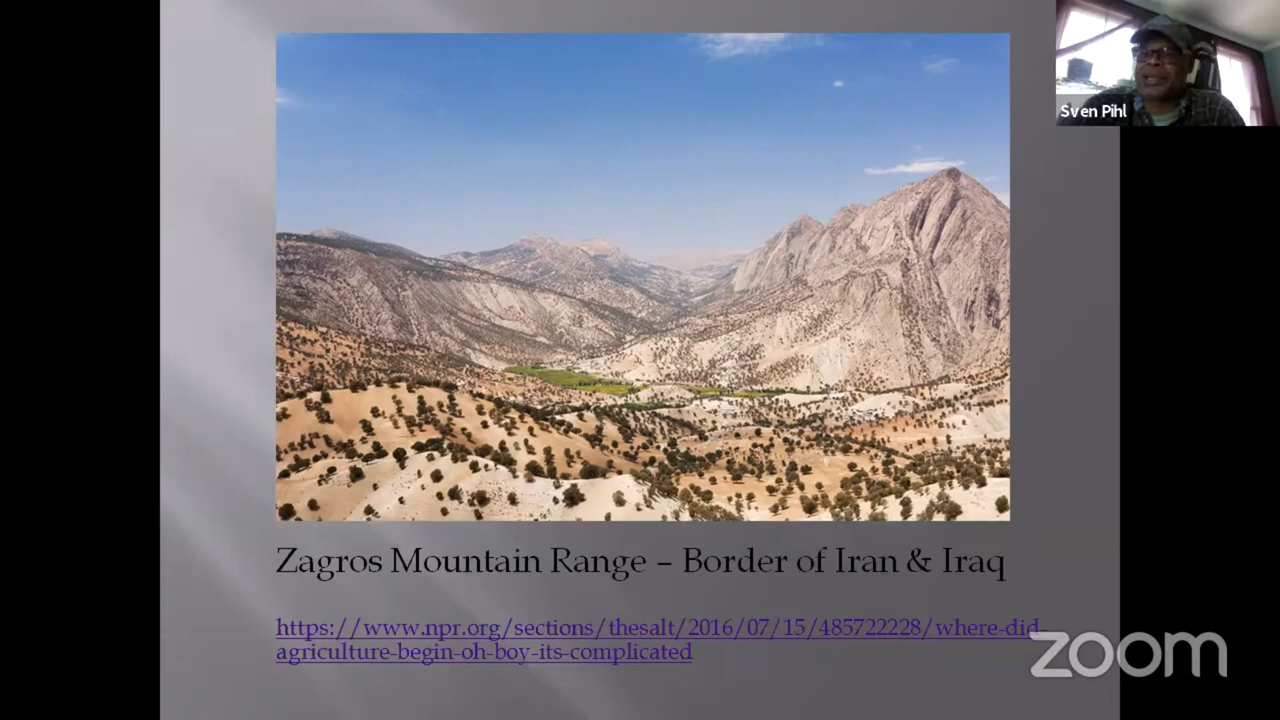 Sven Pihl
Zagros Mountain Range – Border of Iran & Iraq
https://www.npr.org/sections/thesalt/2016/07/15/485722228/where-did-
agriculture-begin-oh-boy-its-complicated
zoom